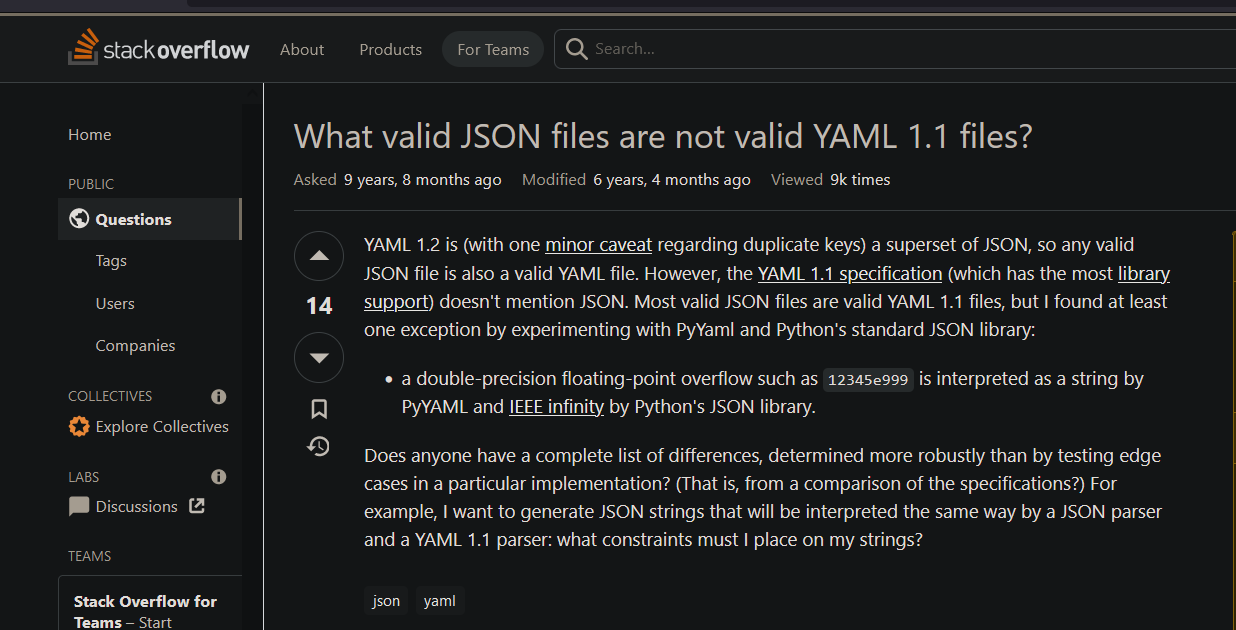 stack overflow About Products For Teams Search...
Home
PUBLIC
Questions
Tags
Users
Companies
COLLECTIVES
Explore Collectives
LABS
Discussions
TEAMS
Stack Overflow for
Teams – Start
What valid JSON files are not valid YAML 1.1 files?
Asked 9 years, 8 months ago Modified 6 years, 4 months ago Viewed 9k times
14
YAML 1.2 is (with one minor caveat regarding duplicate keys) a superset of JSON, so any valid
JSON file is also a valid YAML file. However, the YAML 1.1 specification (which has the most library
support) doesn't mention JSON. Most valid JSON files are valid YAML 1.1 files, but I found at least
one exception by experimenting with PyYaml and Python's standard JSON library:
• a double-precision floating-point overflow such as 12345e999 is interpreted as a string by
PyYAML and IEEE infinity by Python's JSON library.
Does anyone have a complete list of differences, determined more robustly than by testing edge
cases in a particular implementation? (That is, from a comparison of the specifications?) For
example, I want to generate JSON strings that will be interpreted the same way by a JSON parser
and a YAML 1.1 parser: what constraints must I place on my strings?
json yaml